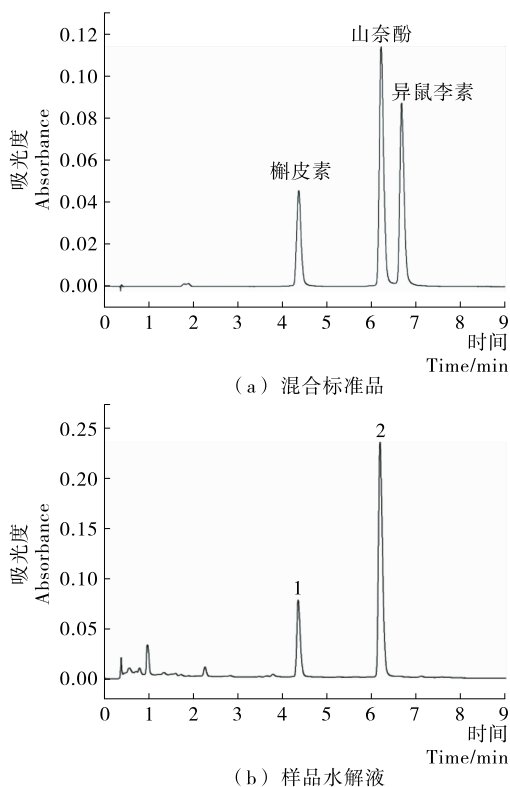 山奈酚
异鼠李素
槲皮素
0.12
0.10
0.08
0.06
0.04
0.02
0.00
吸光度
Absorbance
0 1 2 3 4 5 6 7 8 9
时间
Time/min
(a)混合标准品
2
1
0.25
0.20
0.15
0.10
0.05
0.00
吸光度
Absorbance
0 1 2 3 4 5 6 7 8 9
时间
Time/min
(b)样品水解液